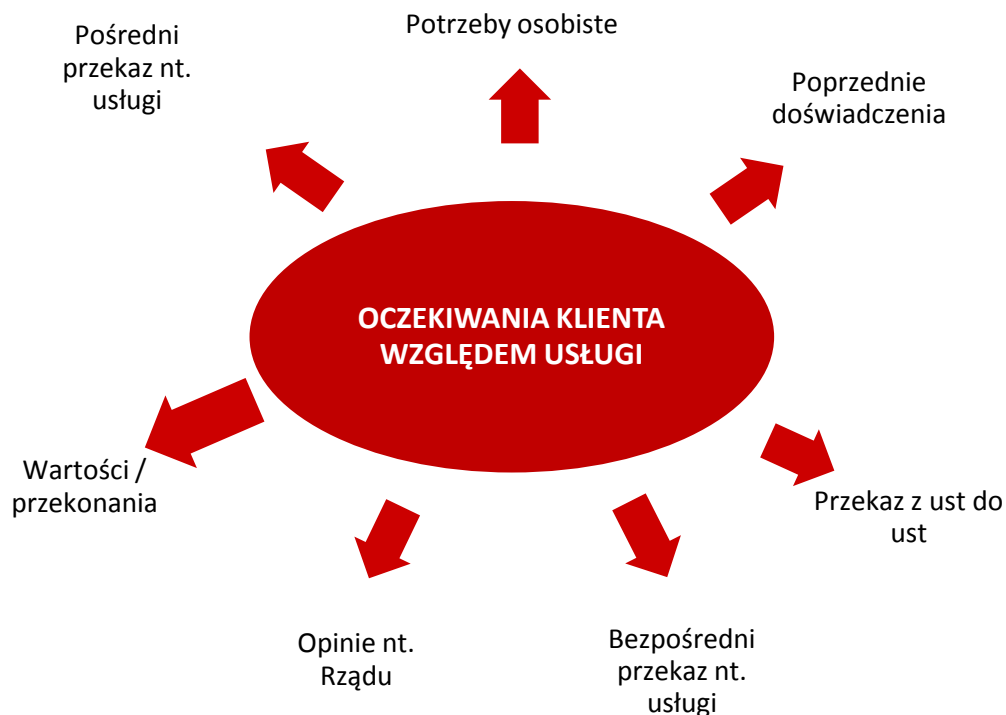 Potrzeby osobiste
Pośredni
przekaz nt.
usługi
Poprzednie
doświadczenia
OCZEKIWANIA KLIENTA
WZGLĘDEM USŁUGI
Wartości /
przekonania
Przekaz z ust do
ust
Opinie nt.
Rządu
Bezpośredni
przekaz nt.
usługi